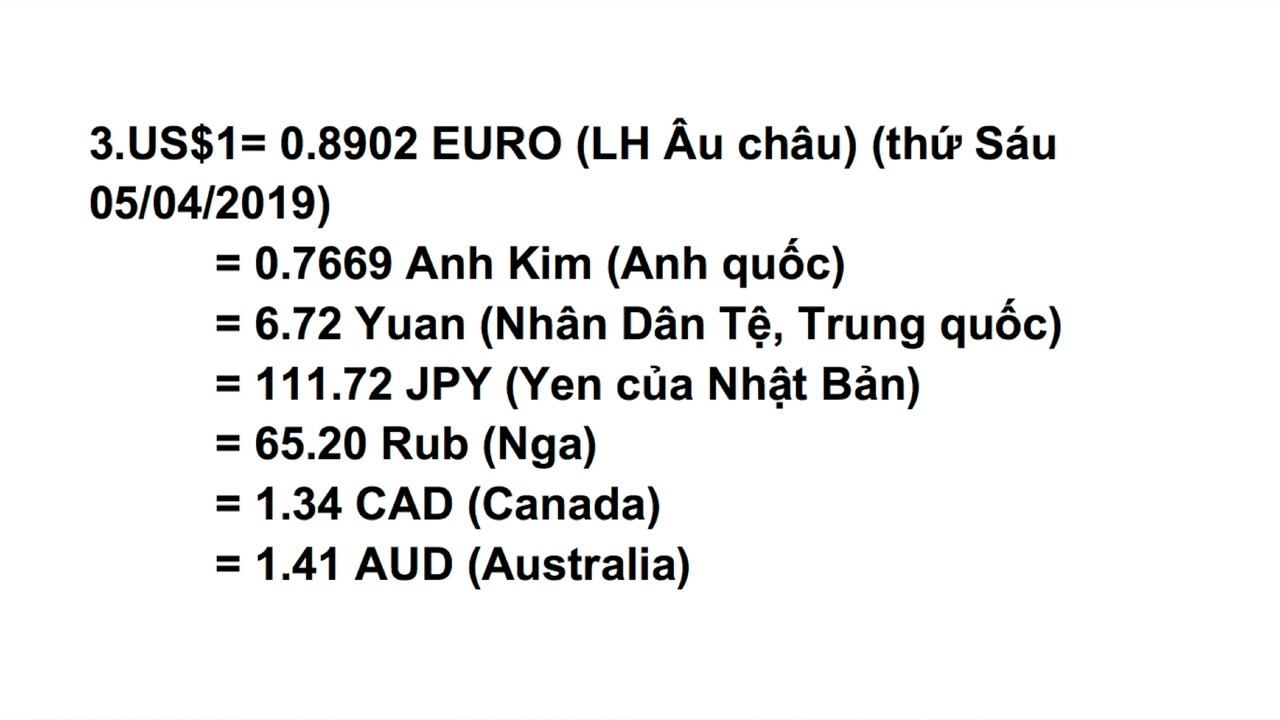 3.US$1= 0.8902 EURO (LH Âu châu) (thứ Sáu
05/04/2019)
= 0.7669 Anh Kim (Anh quốc)
= 6.72 Yuan (Nhân Dân Tệ, Trung quốc)
= 111.72 JPY (Yen của Nhật Bản)
= 65.20 Rub (Nga)
= 1.34 CAD (Canada)
= 1.41 AUD (Australia)